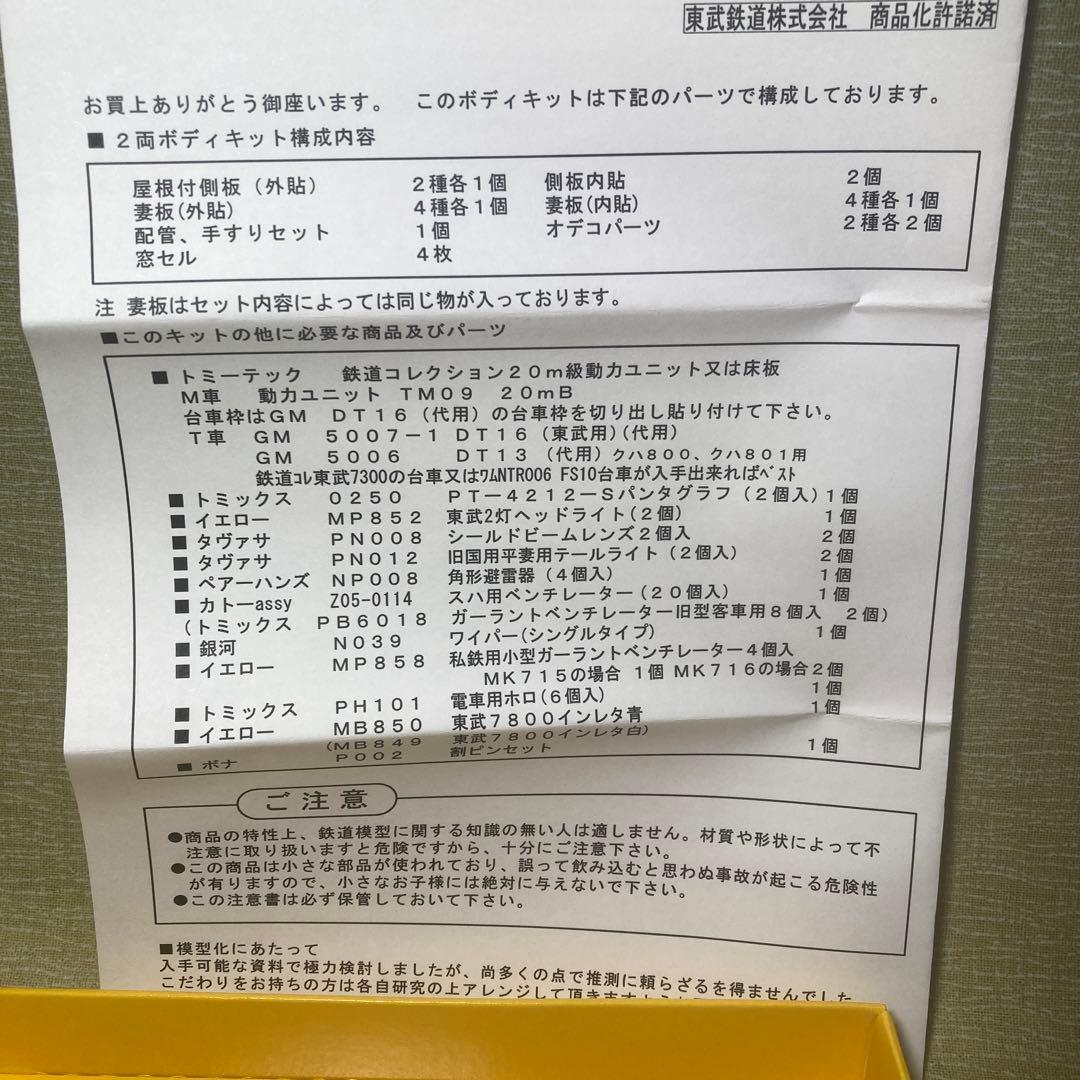 東武鉄道株式会社　商品化許諾済
お買上ありがとう御座います。　このボディキットは下記のパーツで構成しております。
■２両ボディキット構成内容
屋根付側板（外貼）　２種各１個　側板内貼　２個
妻板(外貼)　４種各１個　妻板(内貼)　４種各１個
配管、手すりセット　１個　オデコパーツ　２種各２個
窓セル　４枚
注 妻板はセット内容によっては同じ物が入っております。
■このキットの他に必要な商品及びパーツ
■ トミーテック　鉄道コレクション２０ｍ級動力ユニット又は床板
Ｍ車　動力ユニット　ＴＭ０９　２０ｍＢ
台車枠はＧＭ　ＤＴ１６（代用）の台車枠を切り出し貼り付けて下さい。
Ｔ車　ＧＭ　５００７－１　ＤＴ１６（東武用）（代用）
ＧＭ　５００６　ＤＴ１３（代用）クハ８００、クハ８０１用
鉄道ｺﾚ東武7300の台車又はﾜﾑNTR006 FS10台車が入手出来ればﾍﾞｽﾄ
■ トミックス　０２５０　ＰＴ－４２１２－Ｓパンタグラフ（２個入）１個
■ イエロー　ＭＰ８５２　東武2灯ヘッドライト(２個)　１個
■ タヴァサ　ＰＮ００８　シールドビームレンズ２個入　２個
■ タヴァサ　ＰＮ０１２　旧国用平妻用テールライト（２個入）　２個
■ ペアーハンズ　ＮＰ００８　角形避雷器（４個入）　１個
■ カトーassy　Z05-0114　スハ用ベンチレーター（２０個入）　１個
（トミックス　ＰＢ６０１８　ガーラントベンチレーター旧型客車用８個入　２個）
■ 銀河　Ｎ０３９　ワイパー(シングルタイプ)　１個
■ イエロー　ＭＰ８５８　私鉄用小型ガーラントベンチレーター４個入
ＭＫ７１５の場合 １個 ＭＫ７１６の場合２個
■ トミックス　ＰＨ１０１　電車用ホロ（６個入）　１個
■ イエロー　ＭＢ８５０　東武７８００インレタ青　１個
（ＭＢ８４９　東武７８００インレタ白）
■ ボナ　Ｐ００２　割ピンセット　１個
ご注意
●商品の特性上、鉄道模型に関する知識の無い人は適しません。材質や形状によって不
注意に取り扱いますと危険ですから、十分にご注意下さい。
●この商品は小さな部品が使われており、誤って飲み込むと思わぬ事故が起こる危険性
が有りますので、小さなお子様には絶対に与えないで下さい。
●この注意書は必ず保管しておいて下さい。
■模型化にあたって
入手可能な資料で極力検討しましたが、尚多くの点で推測に頼らざるを得ませんでした
こだわりをお持ちの方は各自研究の上アレンジして頂きます